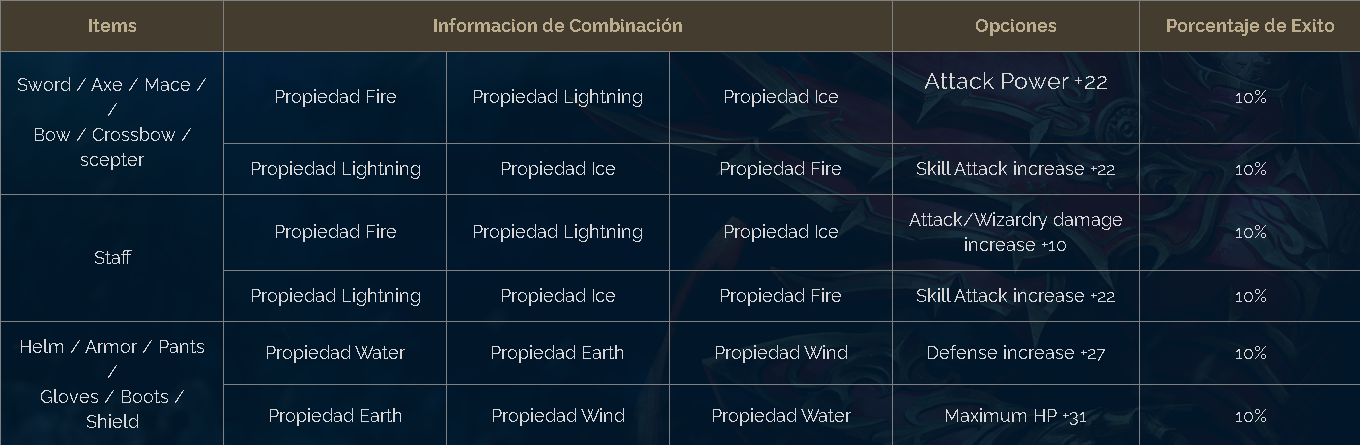 Items Informacion de Combinación Opciones Porcentaje de Exito
Sword / Axe / Mace /
/
Bow / Crossbow /
scepter
Propiedad Fire Propiedad Lightning Propiedad Ice Attack Power +22 10%
Propiedad Lightning Propiedad Ice Propiedad Fire Skill Attack increase +22 10%
Staff
Propiedad Fire Propiedad Lightning Propiedad Ice Attack/Wizardry damage
increase +10 10%
Propiedad Lightning Propiedad Ice Propiedad Fire Skill Attack increase +22 10%
Helm / Armor / Pants
/
Gloves / Boots /
Shield
Propiedad Water Propiedad Earth Propiedad Wind Defense increase +27 10%
Propiedad Earth Propiedad Wind Propiedad Water Maximum HP +31 10%